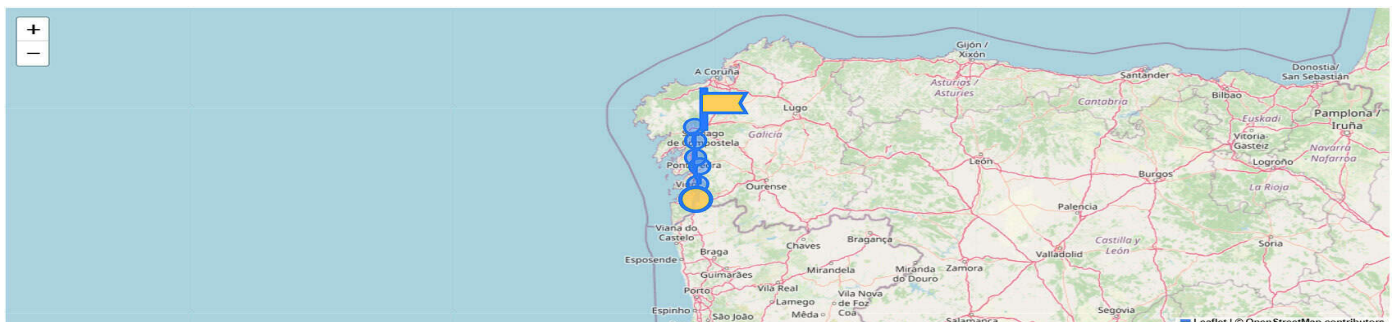 +
−
Gijón /
Xixón
A Coruña
Donostia/
San Sebastián
Santander
Asturias /
Asturies
Bilbao
Lugo
Cantabria
Pamplona /
Iruña
Euskadi
Galicia
Vitoria-
Gasteiz
Navarra
Nafarroa
León
Logroño
Burgos
Ourense
La Rioja
Palencia
Viana do
Castelo
Chaves
Bragança
Castilla y
León
Soria
Braga
Valladolid
Esposende
Guimarães
Mirandela
Miranda
do Douro
Zamora
Porto
Vila Real
Vila Nova
de Foz
Coa
Lamego
Espinho
São João
Mêda
Segovia
Salamanca
Leaflet | © OpenStreetMap contributors